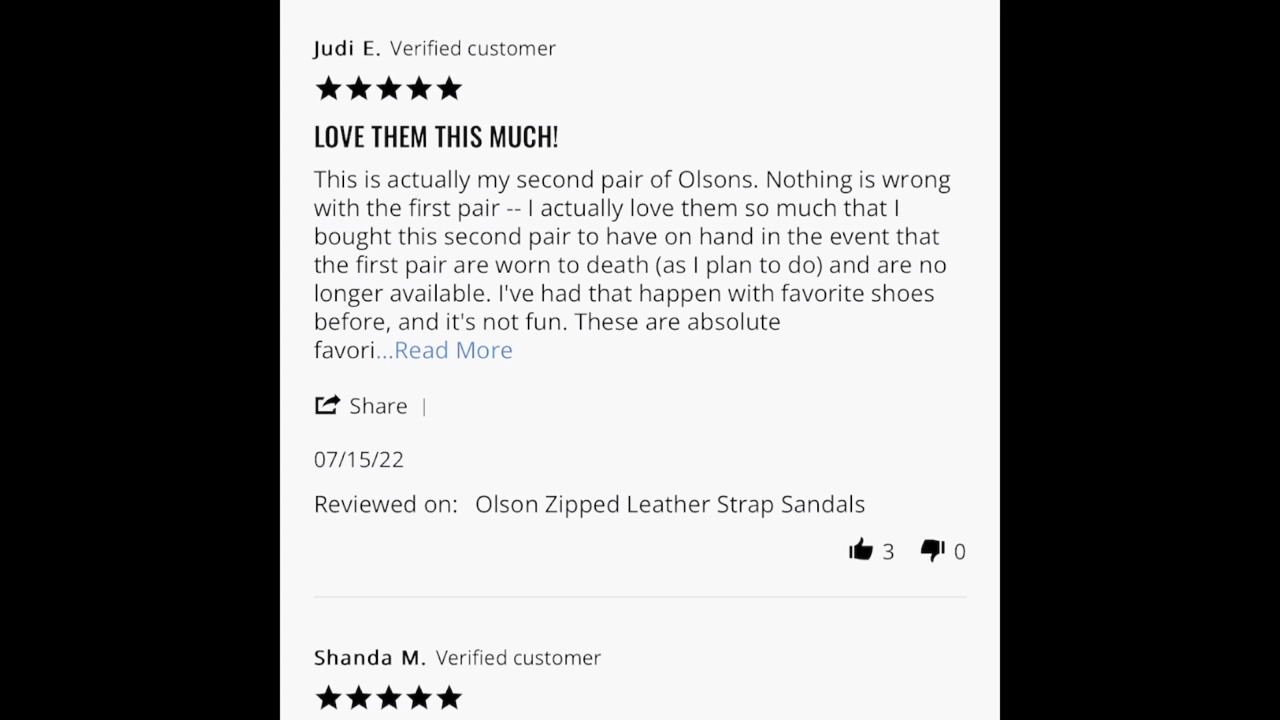 Judi E. Verified customer
LOVE THEM THIS MUCH!
This is actually my second pair of Olsons. Nothing is wrong
with the first pair -- I actually love them so much that I
bought this second pair to have on hand in the event that
the first pair are worn to death (as I plan to do) and are no
longer available. I've had that happen with favorite shoes
before, and it's not fun. These are absolute
favori...Read More
Share |
07/15/22
Reviewed on: Olson Zipped Leather Strap Sandals
3 0
Shanda M. Verified customer